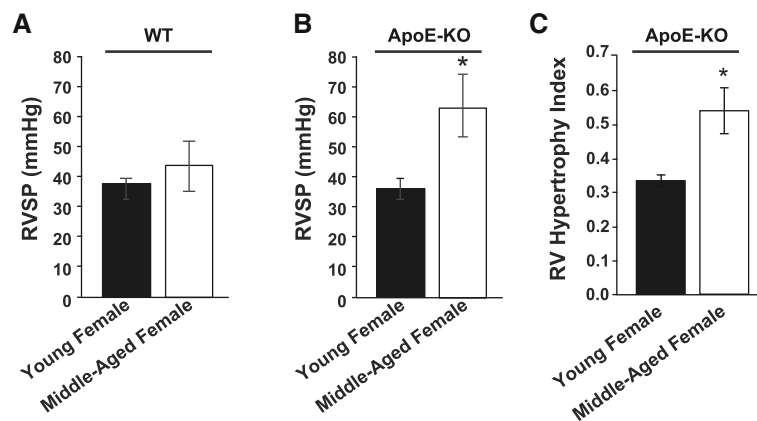 A
WT
RVSP (mmHg)
80
70
60
50
40
30
20
10
0
Young Female
Middle-Aged Female
B
ApoE-KO
RVSP (mmHg)
80
70
60
50
40
30
20
10
0
*
Young Female
Middle-Aged Female
C
ApoE-KO
RV Hypertrophy Index
0.7
0.6
0.5
0.4
0.3
0.2
0.1
0.0
*
Young Female
Middle-Aged Female